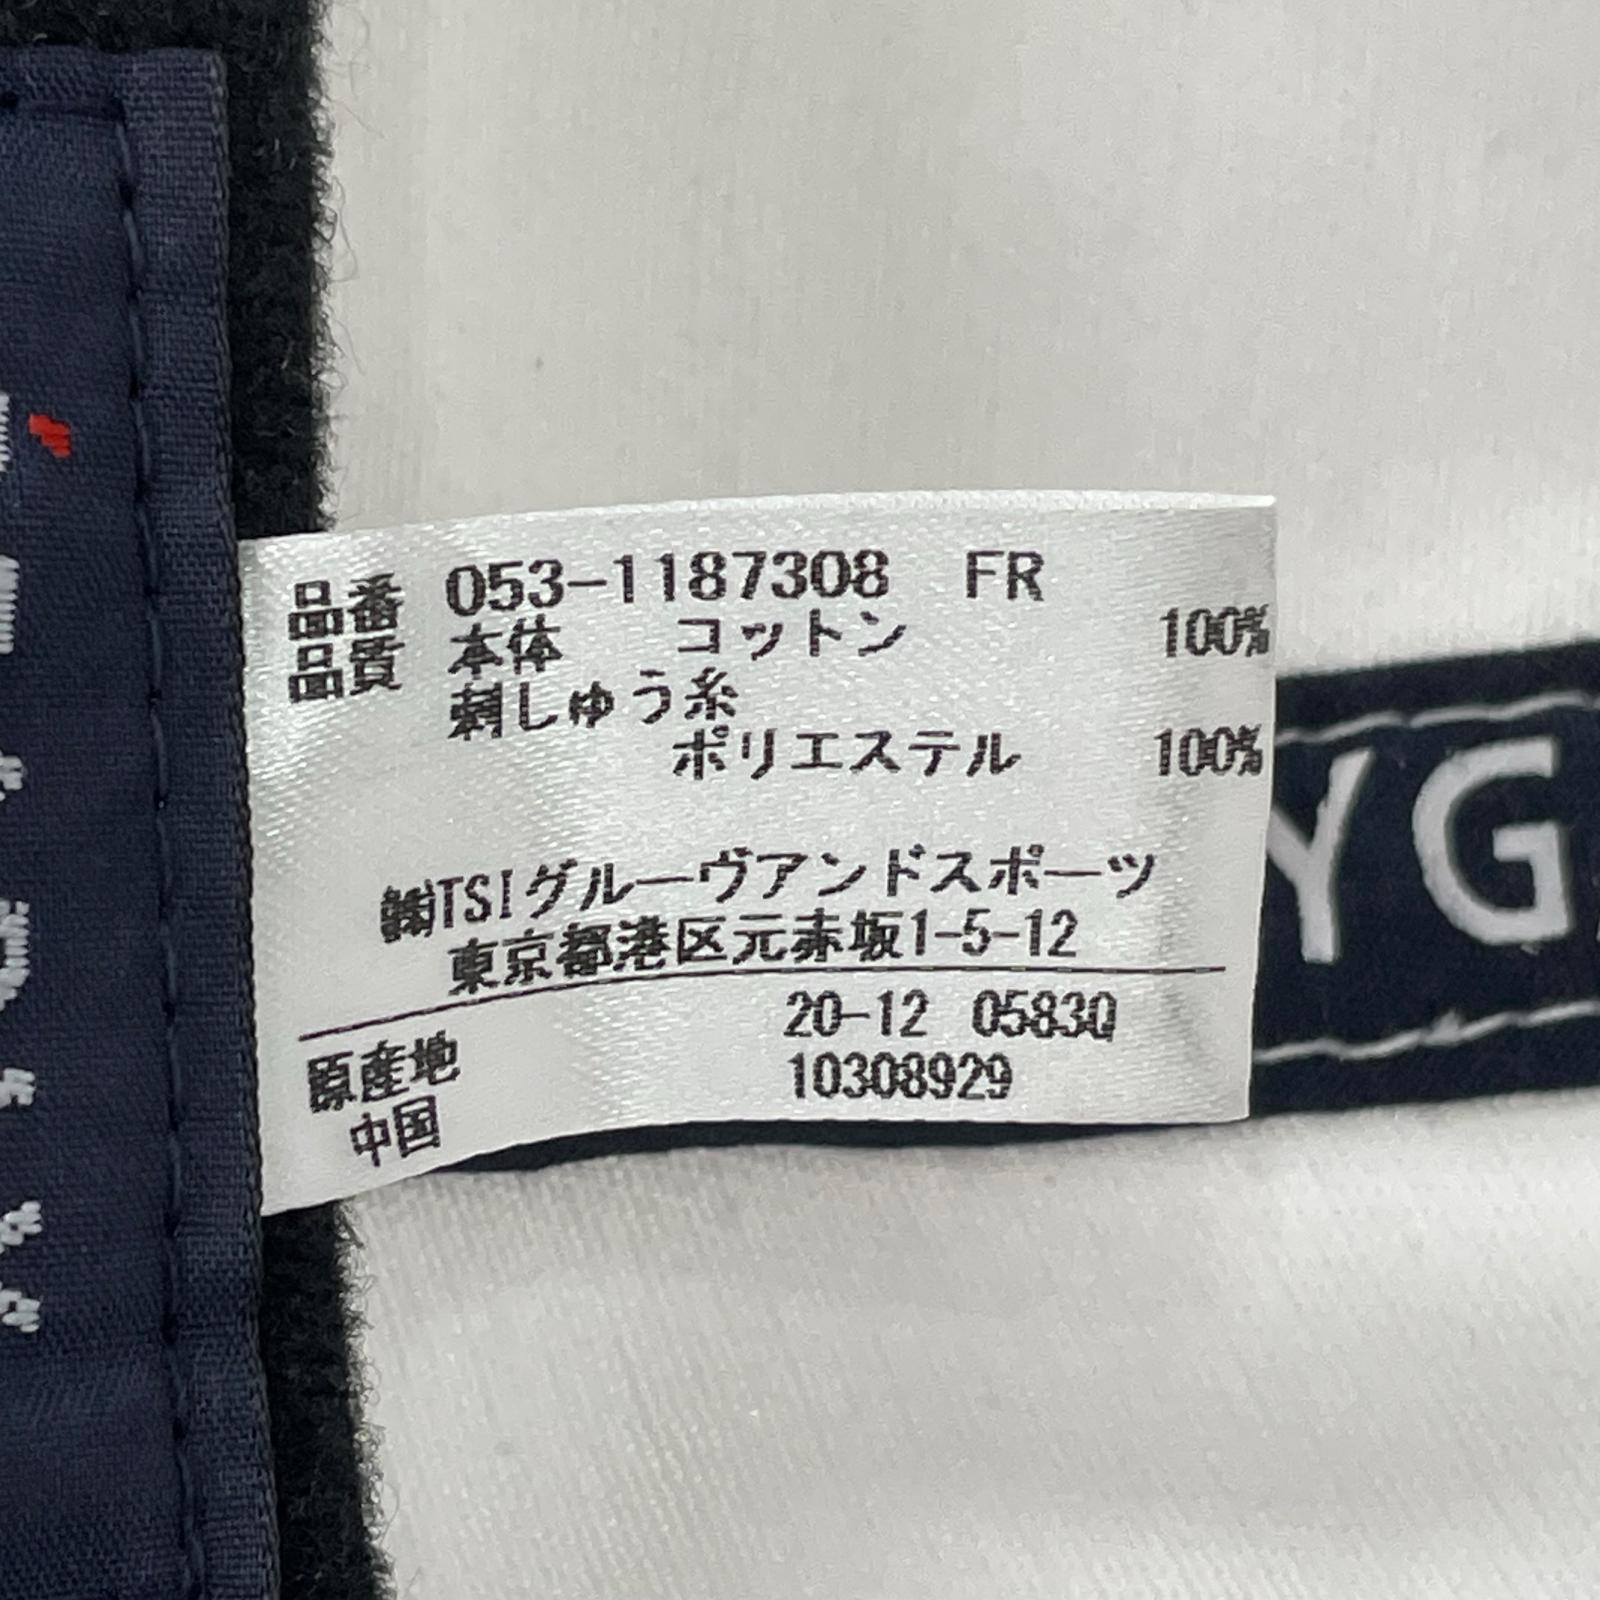 品番 053-1187308 FR
品質 本体 コットン 100%
刺しゅう糸
ポリエステル 100%
㈱TSIグルーヴアンドスポーツ
東京都港区元赤坂1-5-12
20-12 0583Q
10308929
原産地
中国
YG